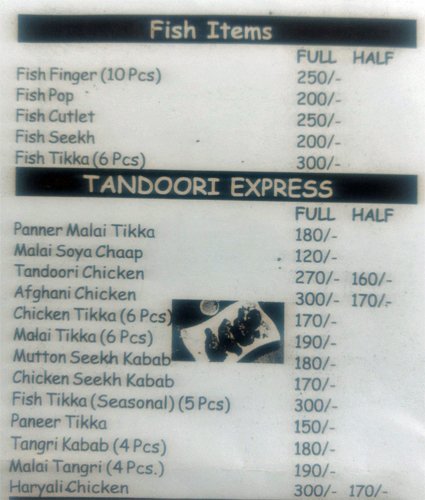 Fish Items
FULL HALF
Fish Finger (10 Pcs) 250/-
Fish Pop 200/-
Fish Cutlet 250/-
Fish Seekh 200/-
Fish Tikka (6 Pcs) 300/-
TANDOORI EXPRESS
FULL HALF
Panner Malai Tikka 180/-
Malai Soya Chaap 120/-
Tandoori Chicken 270/- 160/-
Afghani Chicken 300/- 170/-
Chicken Tikka (6 Pcs) 170/-
Malai Tikka (6 Pcs) 190/-
Mutton Seekh Kabab 180/-
Chicken Seekh Kabab 170/-
Fish Tikka (Seasonal) (5 Pcs) 300/-
Paneer Tikka 150/-
Tangri Kabab (4 Pcs) 180/-
Malai Tangri (4 Pcs.) 190/-
Haryali Chicken 300/- 170/-